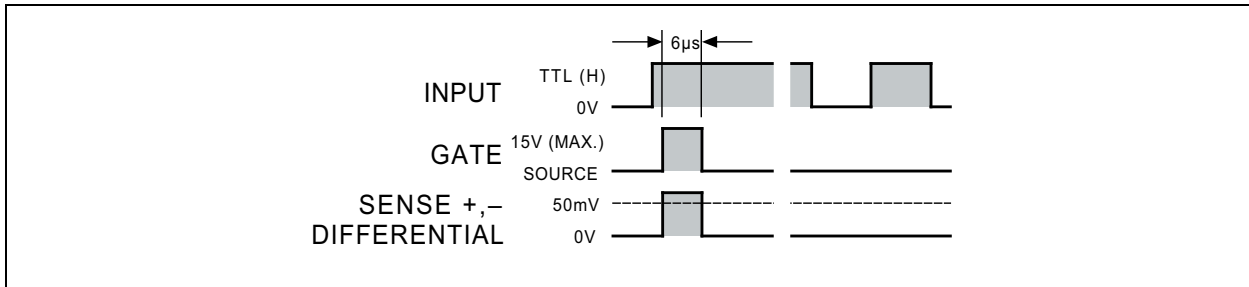 6µs
INPUT
TTL (H)
0V
GATE
15V (MAX.)
SOURCE
SENSE +,–
DIFFERENTIAL
50mV
0V